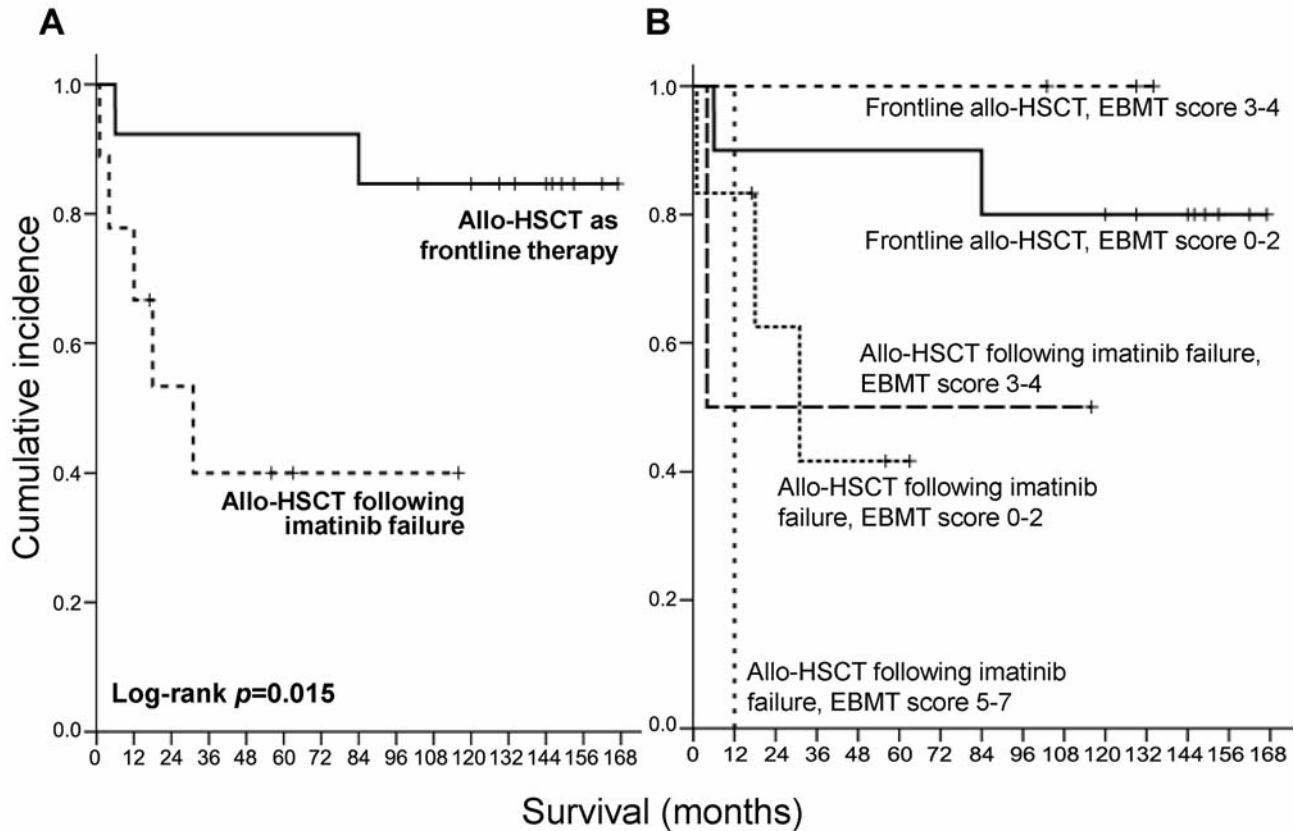 A
Cumulative incidence
1.0
0.8
0.6
0.4
0.2
0.0
Allo-HSCT as
frontline therapy
Allo-HSCT following
imatinib failure
Log-rank p=0.015
0 12 24 36 48 60 72 84 96 108 120 132 144 156 168
B
1.0
0.8
0.6
0.4
0.2
0.0
Frontline allo-HSCT, EBMT score 3-4
Frontline allo-HSCT, EBMT score 0-2
Allo-HSCT following imatinib failure,
EBMT score 3-4
Allo-HSCT following imatinib
failure, EBMT score 0-2
Allo-HSCT following imatinib
failure, EBMT score 5-7
0 12 24 36 48 60 72 84 96 108 120 132 144 156 168
Survival (months)